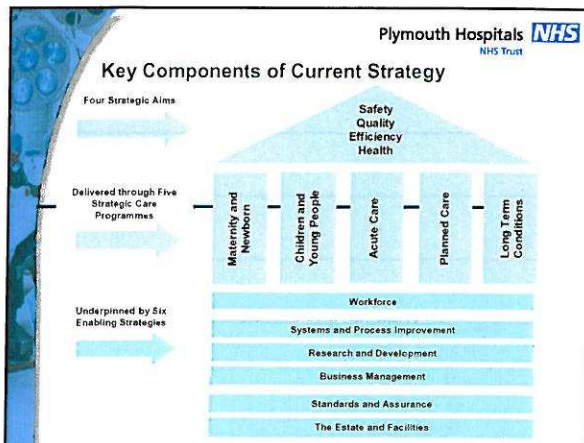 Plymouth Hospitals NHS
NHS Trust
Key Components of Current Strategy
Four Strategic Aims
Safety
Quality
Efficiency
Health
Delivered through Five
Strategic Care
Programmes
Maternity and
Newborn
Children and
Young People
Acute Care
Planned Care
Long Term
Conditions
Underpinned by Six
Enabling Strategies
Workforce
Systems and Process Improvement
Research and Development
Business Management
Standards and Assurance
The Estate and Facilities